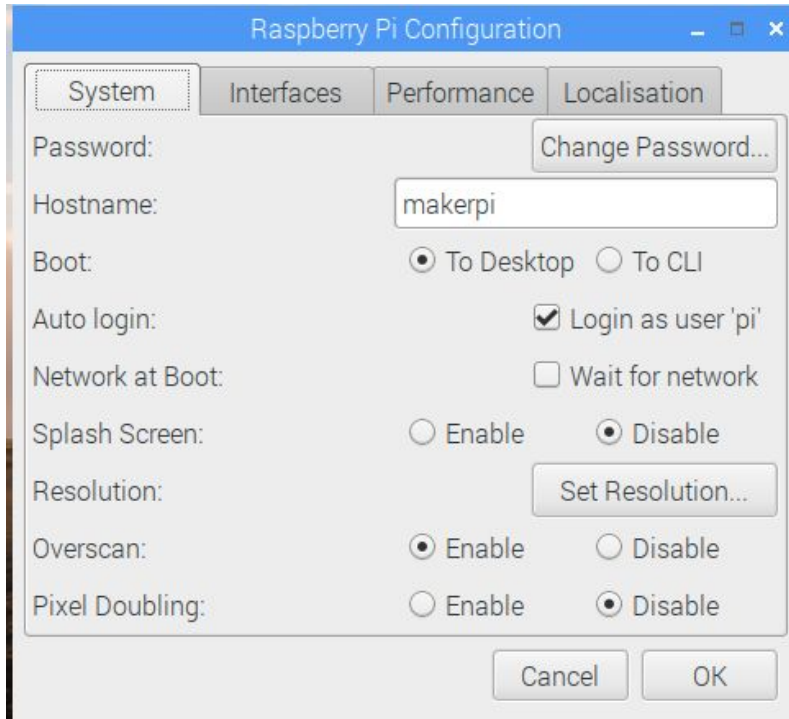 Raspberry Pi Configuration
System Interfaces Performance Localisation
Password: Change Password...
Hostname: makerpi
Boot: To Desktop To CLI
Auto login: Login as user 'pi'
Network at Boot: Wait for network
Splash Screen: Enable Disable
Resolution: Set Resolution...
Overscan: Enable Disable
Pixel Doubling: Enable Disable
Cancel OK